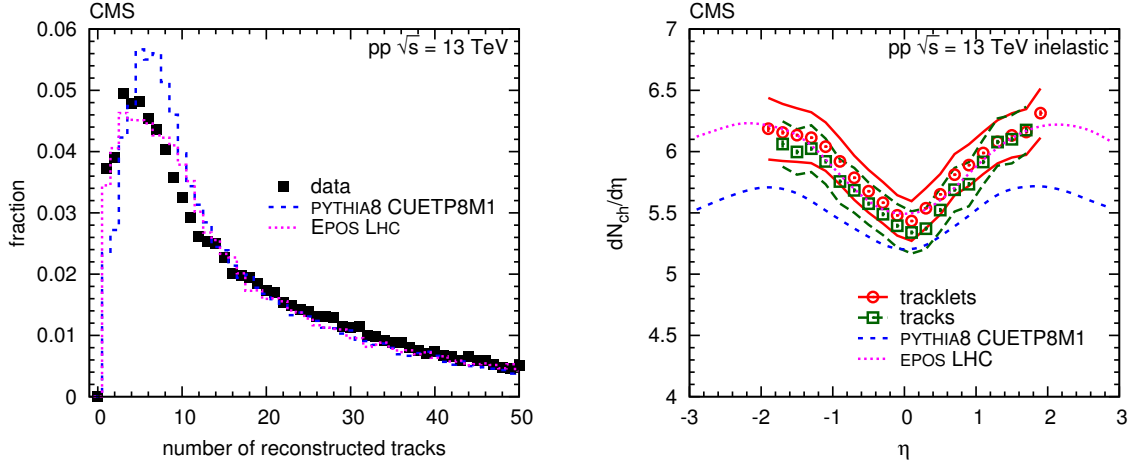 CMS
pp √s = 13 TeV
0.06
0.05
0.04
0.03
0.02
0.01
0
fraction
data
PYTHIA8 CUETP8M1
EPOS LHC
0 10 20 30 40 50
number of reconstructed tracks
CMS
pp √s = 13 TeV inelastic
7
6.5
6
5.5
5
4.5
4
dN_ch/dη
tracklets
tracks
PYTHIA8 CUETP8M1
EPOS LHC
-3 -2 -1 0 1 2 3
η